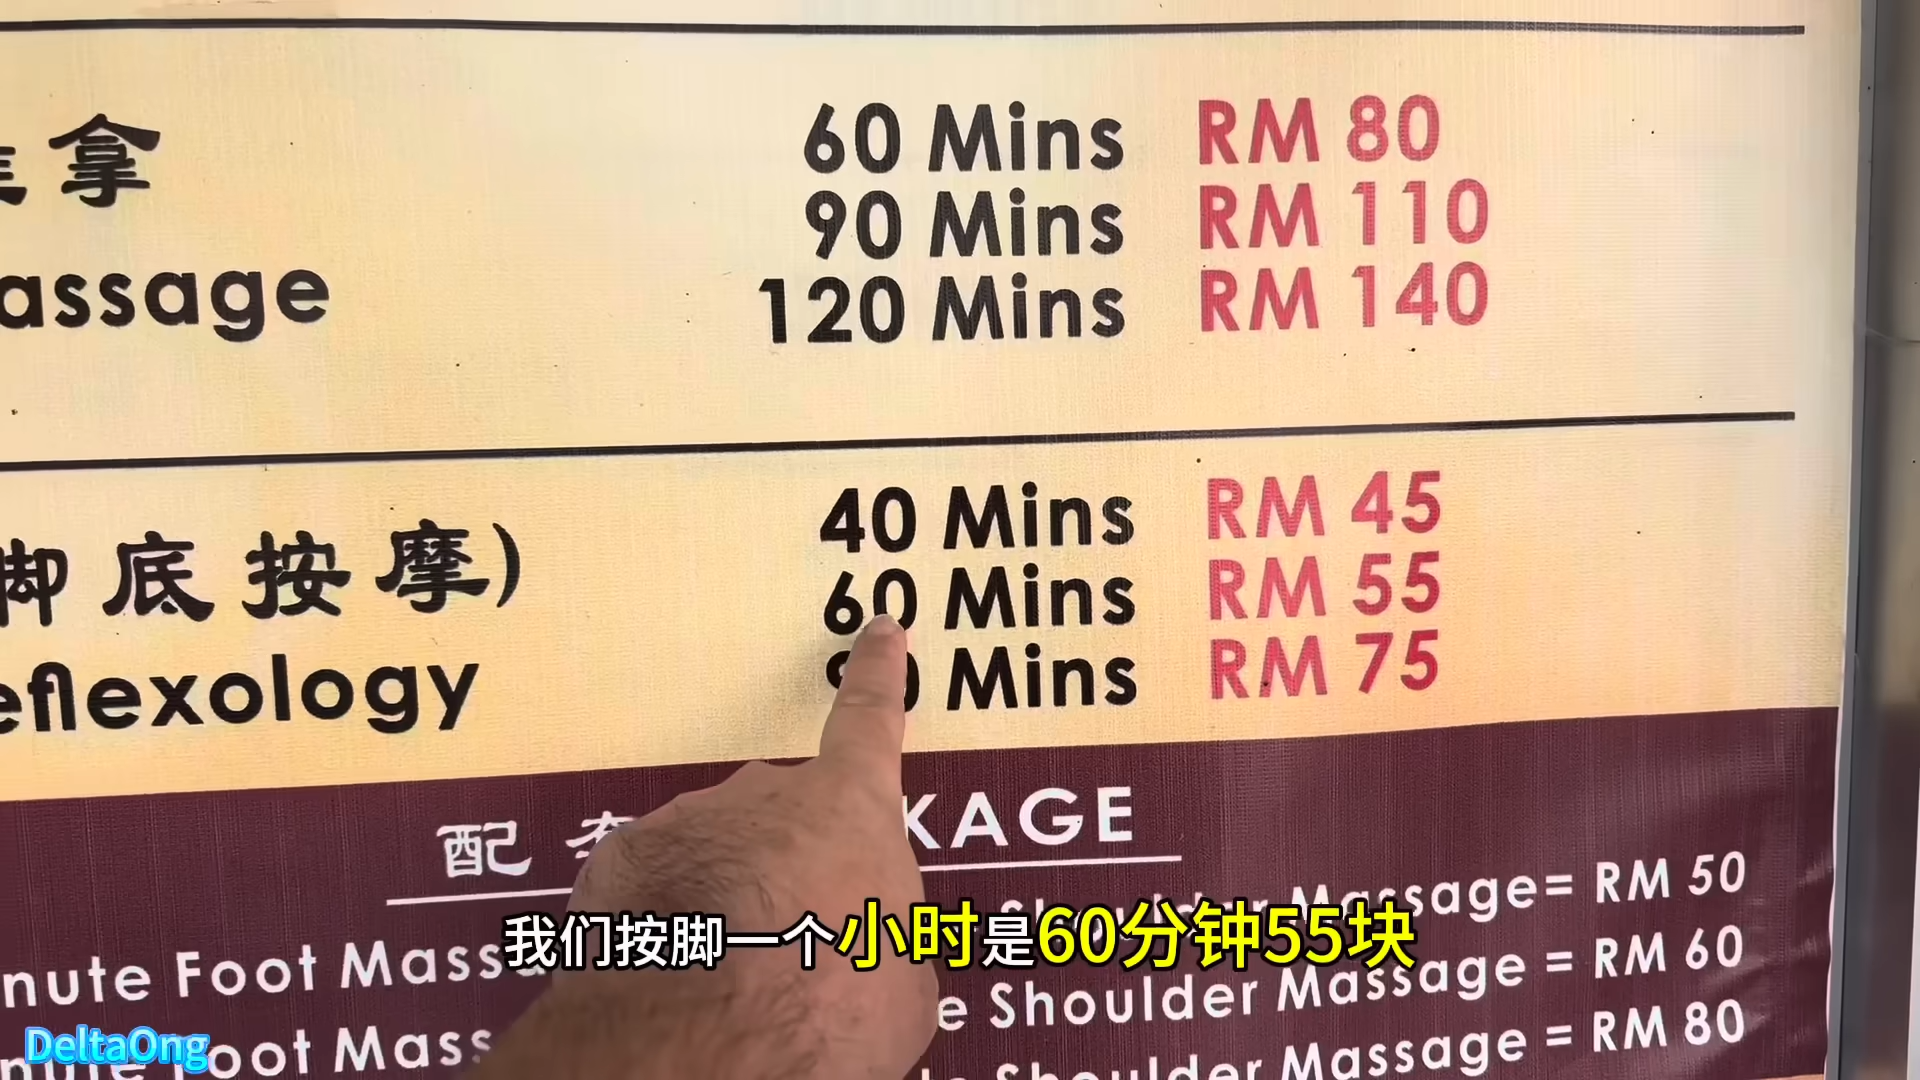 拿
60 Mins RM 80
90 Mins RM 110
assage
120 Mins RM 140
40 Mins RM 45
脚底按摩)
60 Mins RM 55
eflexology
Mins RM 75
配 KAGE
Massage= RM 50
我们按脚一个小时是60分钟55块
nute Foot Massa
e Shoulder Massage = RM 60
DeltaOng
oot Mass
Massage = RM 80